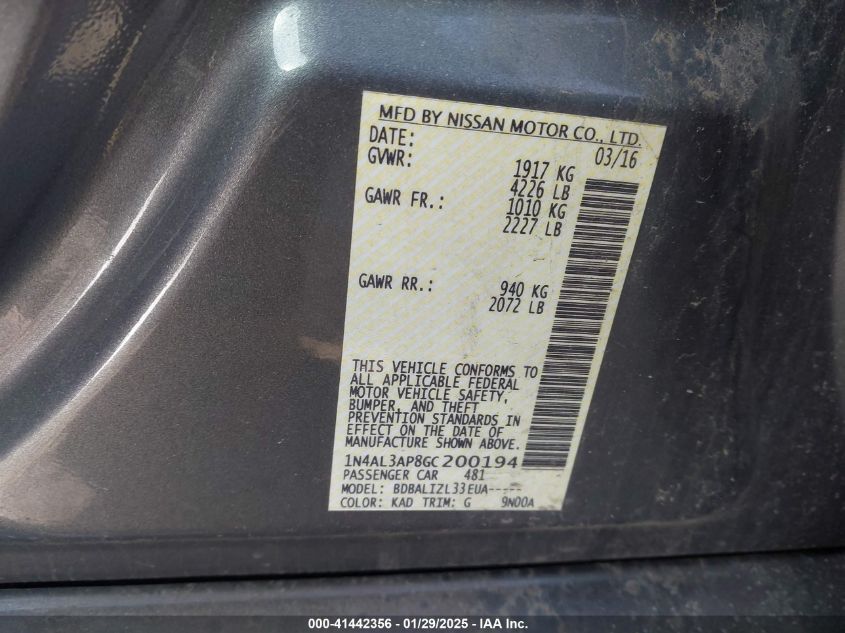 MFD BY NISSAN MOTOR CO., LTD.
DATE: 03/16
GVWR: 1917 KG
4226 LB
GAWR FR.: 1010 KG
2227 LB
GAWR RR.: 940 KG
2072 LB
THIS VEHICLE CONFORMS TO
ALL APPLICABLE FEDERAL
MOTOR VEHICLE SAFETY,
BUMPER, AND THEFT
PREVENTION STANDARDS IN
EFFECT ON THE DATE OF
MANUFACTURE SHOWN ABOVE.
1N4AL3AP8GC200194
PASSENGER CAR 481
MODEL: BDBALIZL33EUA-----
COLOR: KAD TRIM: G 9N00A
000-41442356 - 01/29/2025 - IAA Inc.